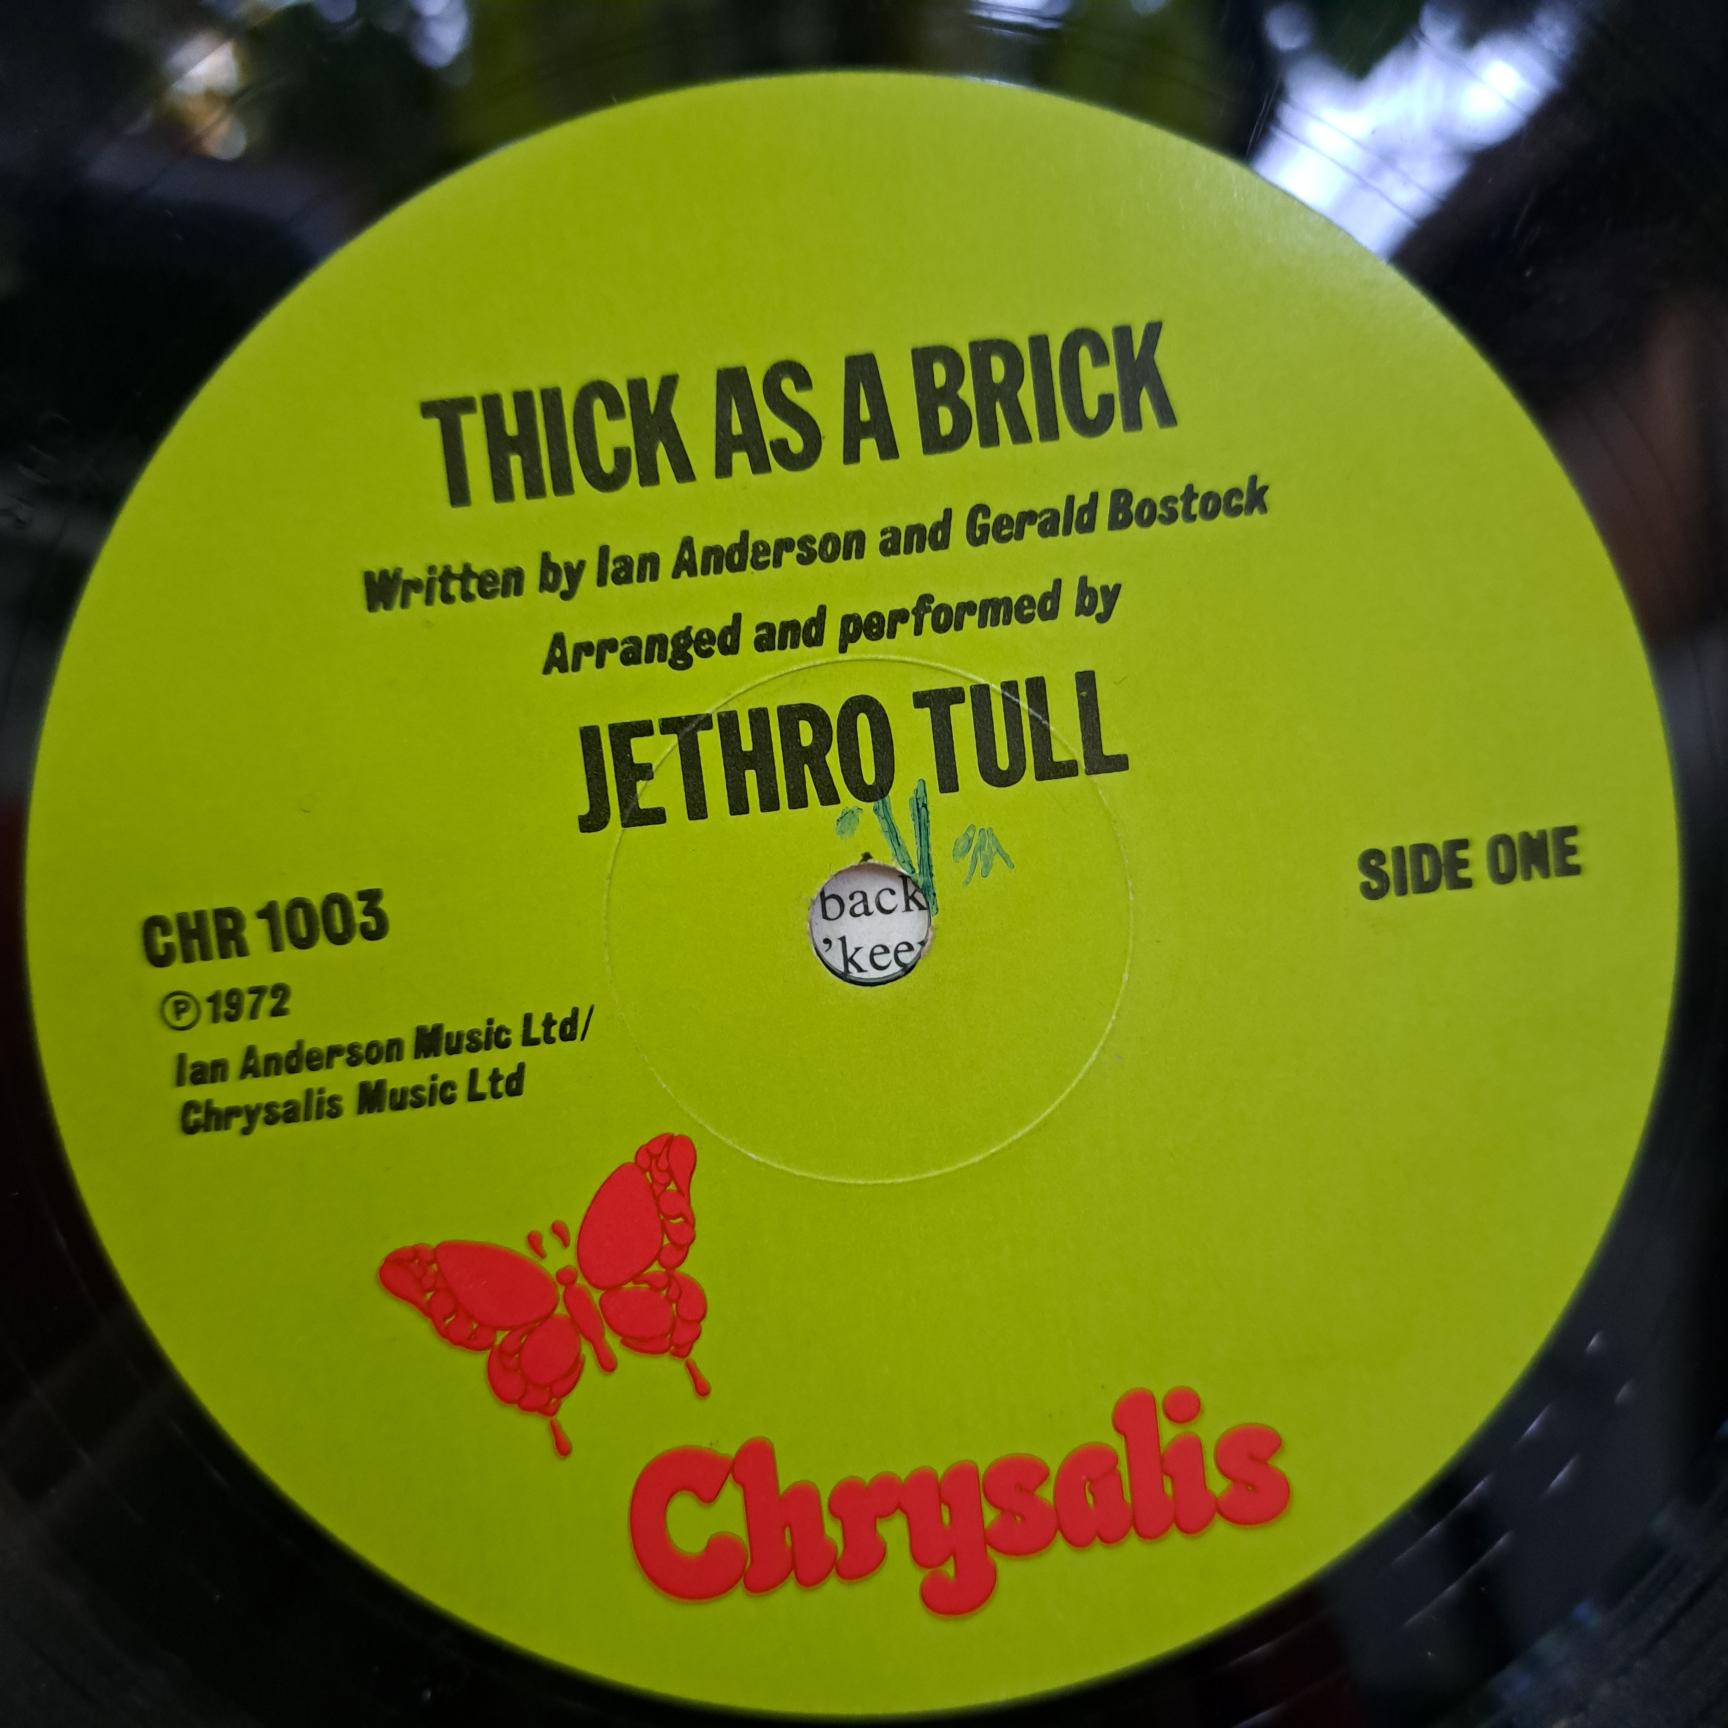 THICK AS A BRICK
Written by Ian Anderson and Gerald Bostock
Arranged and performed by
JETHRO TULL
SIDE ONE
back
'kee
CHR 1003
℗1972
Ian Anderson Music Ltd/
Chrysalis Music Ltd
Chrysalis